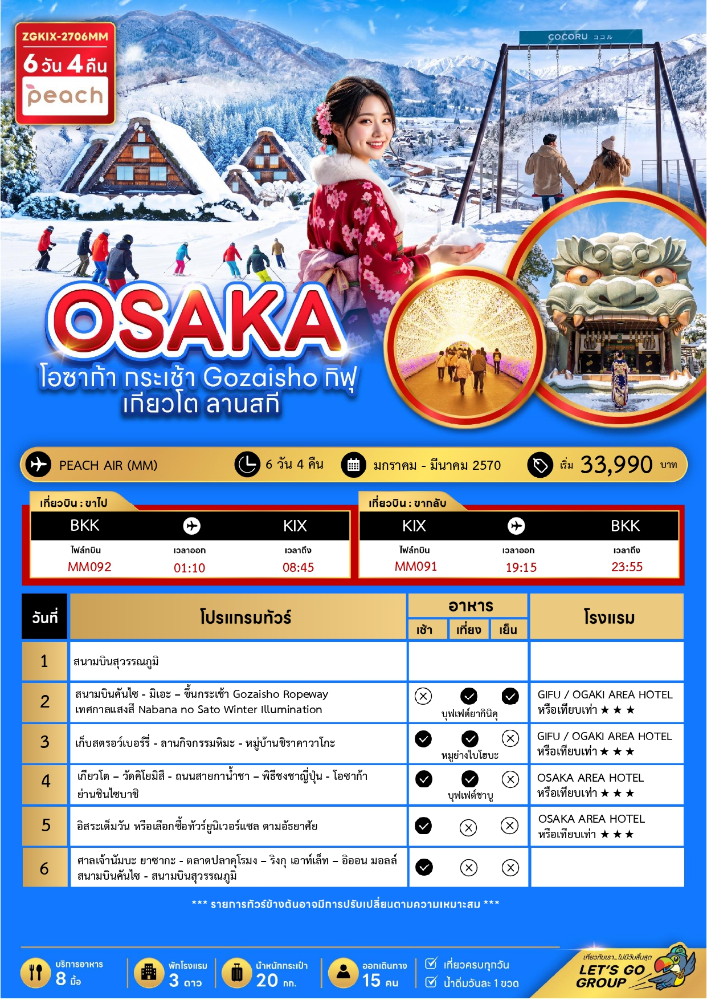 ZGKIX-2706MM
6 วัน 4 คืน
peach
COCORU ココル
OSAKA
โอซาก้า กระเช้า Gozaisho กิฟุ
เกียวโต ลานสกี
PEACH AIR (MM)
6 วัน 4 คืน
มกราคม - มีนาคม 2570
เริ่ม 33,990 บาท
เที่ยวบิน : ขาไป
BKK KIX
ไฟล์ทบิน เวลาออก เวลาถึง
MM092 01:10 08:45
เที่ยวบิน : ขากลับ
KIX BKK
ไฟล์ทบิน เวลาออก เวลาถึง
MM091 19:15 23:55
วันที่ โปรแกรมทัวร์ อาหาร โรงแรม
เช้า เที่ยง เย็น
1 สนามบินสุวรรณภูมิ
2 สนามบินคันไซ - มิเอะ – ขึ้นกระเช้า Gozaisho Ropeway
เทศกาลแสงสี Nabana no Sato Winter Illumination
บุฟเฟต์ยากินิคุ
GIFU / OGAKI AREA HOTEL
หรือเทียบเท่า ★ ★ ★
3 เก็บสตรอว์เบอร์รี่ - ลานกิจกรรมหิมะ - หมู่บ้านชิราคาวาโกะ
หมูย่างใบโฮบะ
GIFU / OGAKI AREA HOTEL
หรือเทียบเท่า ★ ★ ★
4 เกียวโต – วัดคิโยมิสึ - ถนนสายกาน้ำชา – พิธีชงชาญี่ปุ่น - โอซาก้า
ย่านชินไซบาชิ
บุฟเฟต์ชาบู
OSAKA AREA HOTEL
หรือเทียบเท่า ★ ★ ★
5 อิสระเต็มวัน หรือเลือกซื้อทัวร์ยูนิเวอร์แซล ตามอัธยาศัย
OSAKA AREA HOTEL
หรือเทียบเท่า ★ ★ ★
6 ศาลเจ้านัมบะ ยาซากะ - ตลาดปลาคุโรมง – ริงกุ เอาท์เล็ท – อิออน มอลล์
สนามบินคันไซ - สนามบินสุวรรณภูมิ
*** รายการทัวร์ข้างต้นอาจมีการปรับเปลี่ยนตามความเหมาะสม ***
บริการอาหาร
8 มื้อ
พักโรงแรม
3 ดาว
น้ำหนักกระเป๋า
20 กก.
ออกเดินทาง
15 คน
เที่ยวครบทุกวัน
น้ำดื่มวันละ 1 ขวด
เที่ยวกับเรา...ไม่มีวันสิ้นสุด
LET'S GO
GROUP